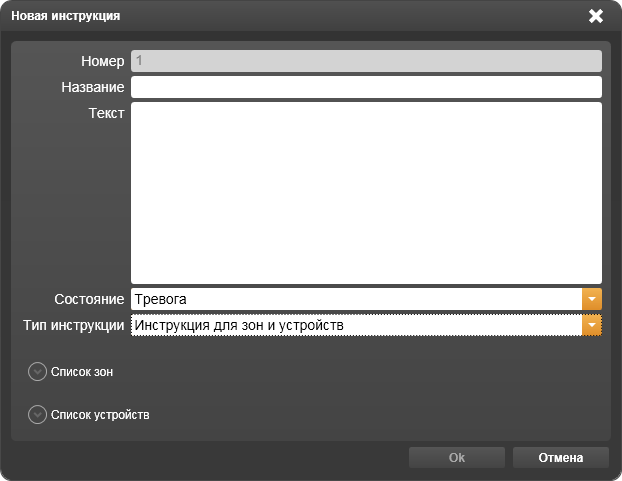 Новая инструкция
Номер 1
Название
Текст
Состояние Тревога
Тип инструкции Инструкция для зон и устройств
Список зон
Список устройств
Ok Отмена